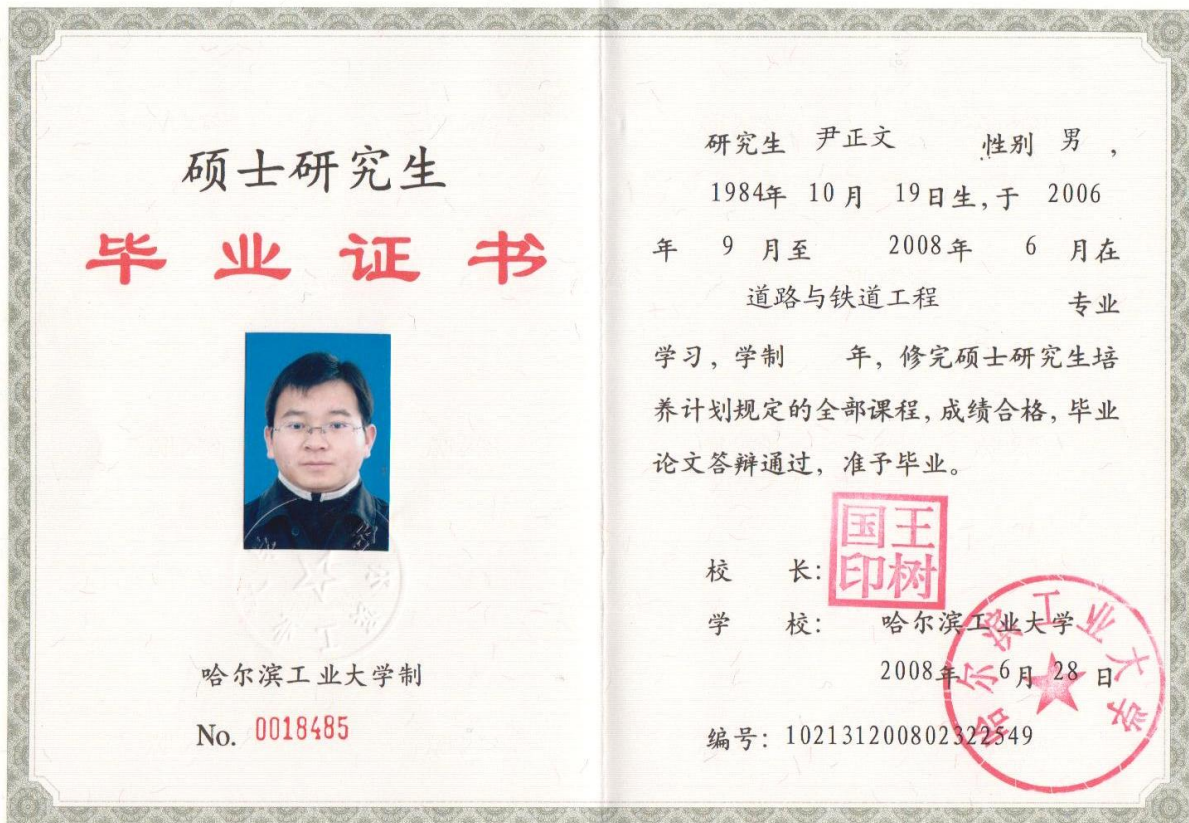 硕士研究生
毕业证书
哈尔滨工业大学制
No. 0018485
研究生 尹正文 性别 男，
1984年 10月 19日生，于 2006
年 9 月至 2008年 6 月在
道路与铁道工程 专业
学习，学制 年，修完硕士研究生培
养计划规定的全部课程，成绩合格，毕业
论文答辩通过，准予毕业。
校 长：
王树国印
学 校： 哈尔滨工业大学
2008年 6月 28日
编号：102131200802322549
哈尔滨工业大学